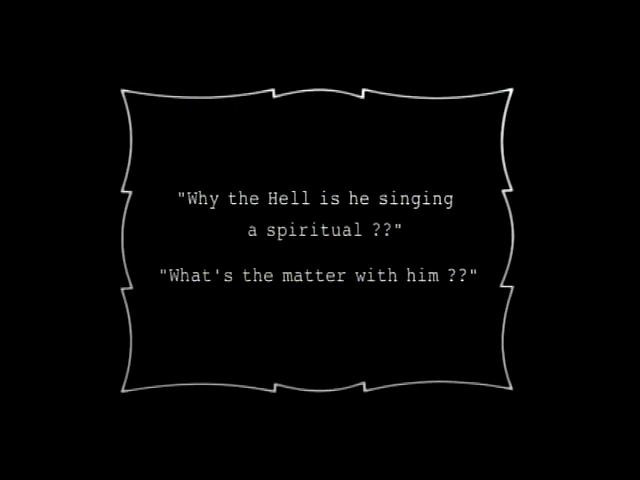 "Why the Hell is he singing
a spiritual ??"
"What's the matter with him ??"